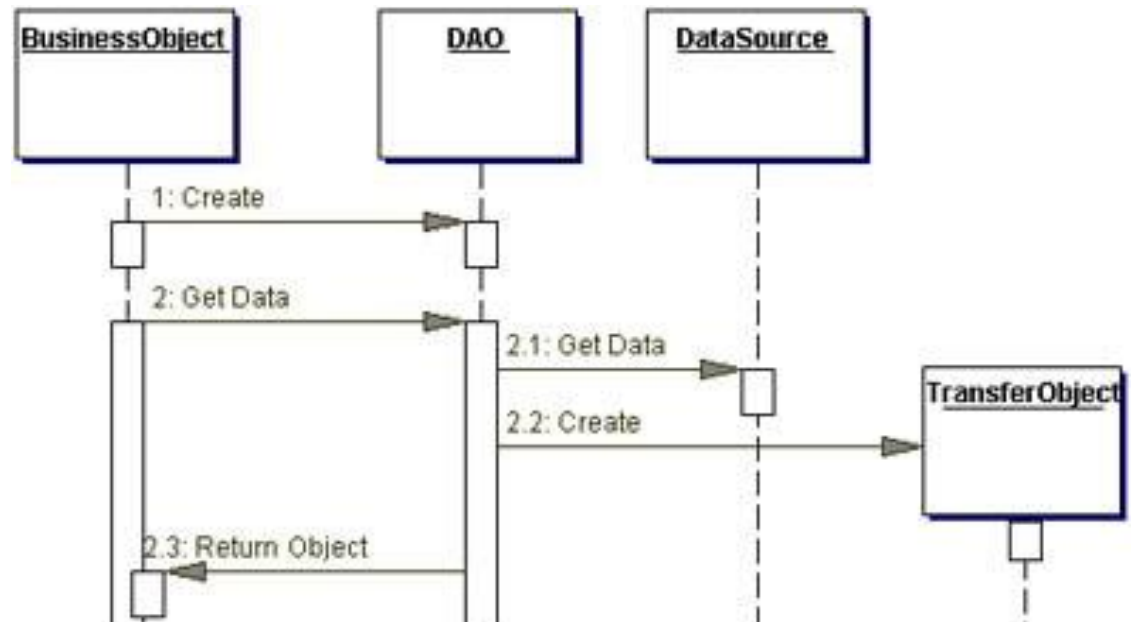 BusinessObject
DAO
DataSource
1: Create
2: Get Data
2.1: Get Data
TransferObject
2.2: Create
2.3: Return Object